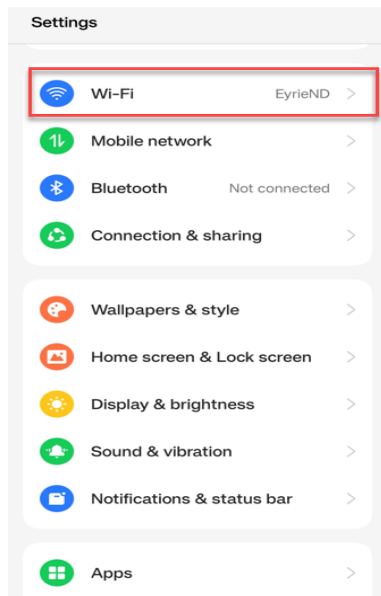 Settings
Wi-Fi EyrieND
Mobile network
Bluetooth Not connected
Connection & sharing
Wallpapers & style
Home screen & Lock screen
Display & brightness
Sound & vibration
Notifications & status bar
Apps